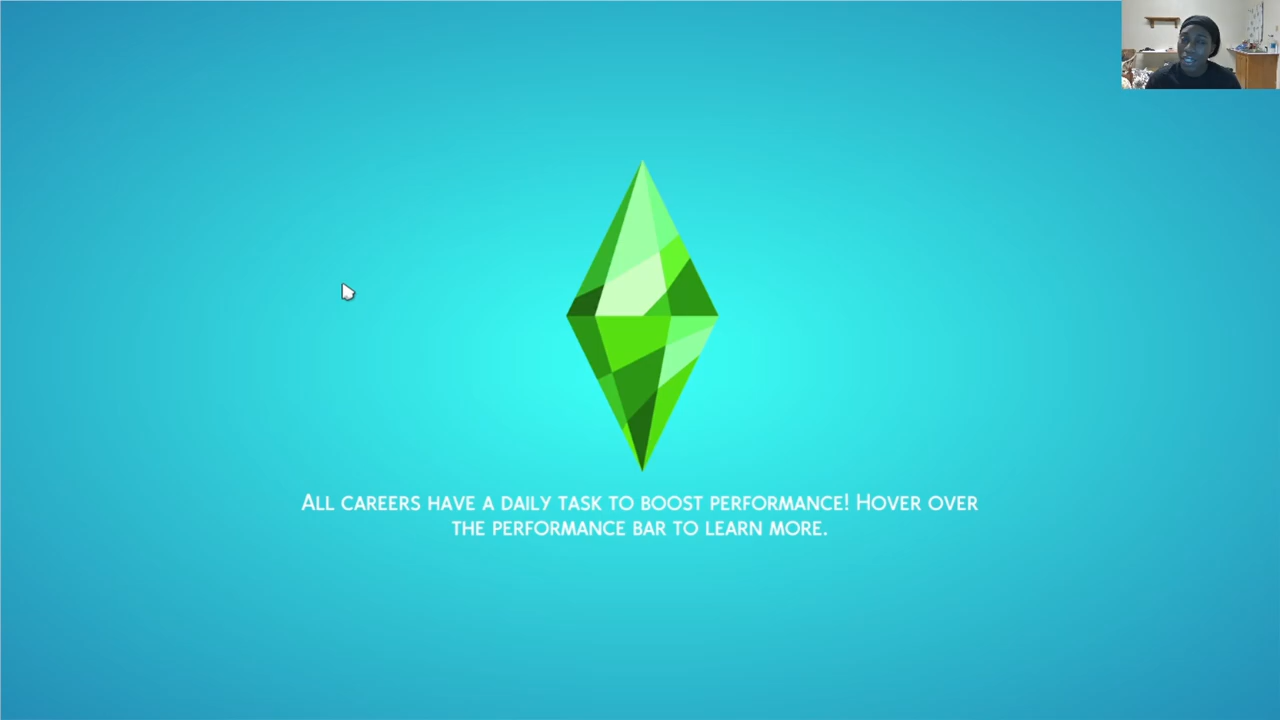 ALL CAREERS HAVE A DAILY TASK TO BOOST PERFORMANCE! HOVER OVER
THE PERFORMANCE BAR TO LEARN MORE.